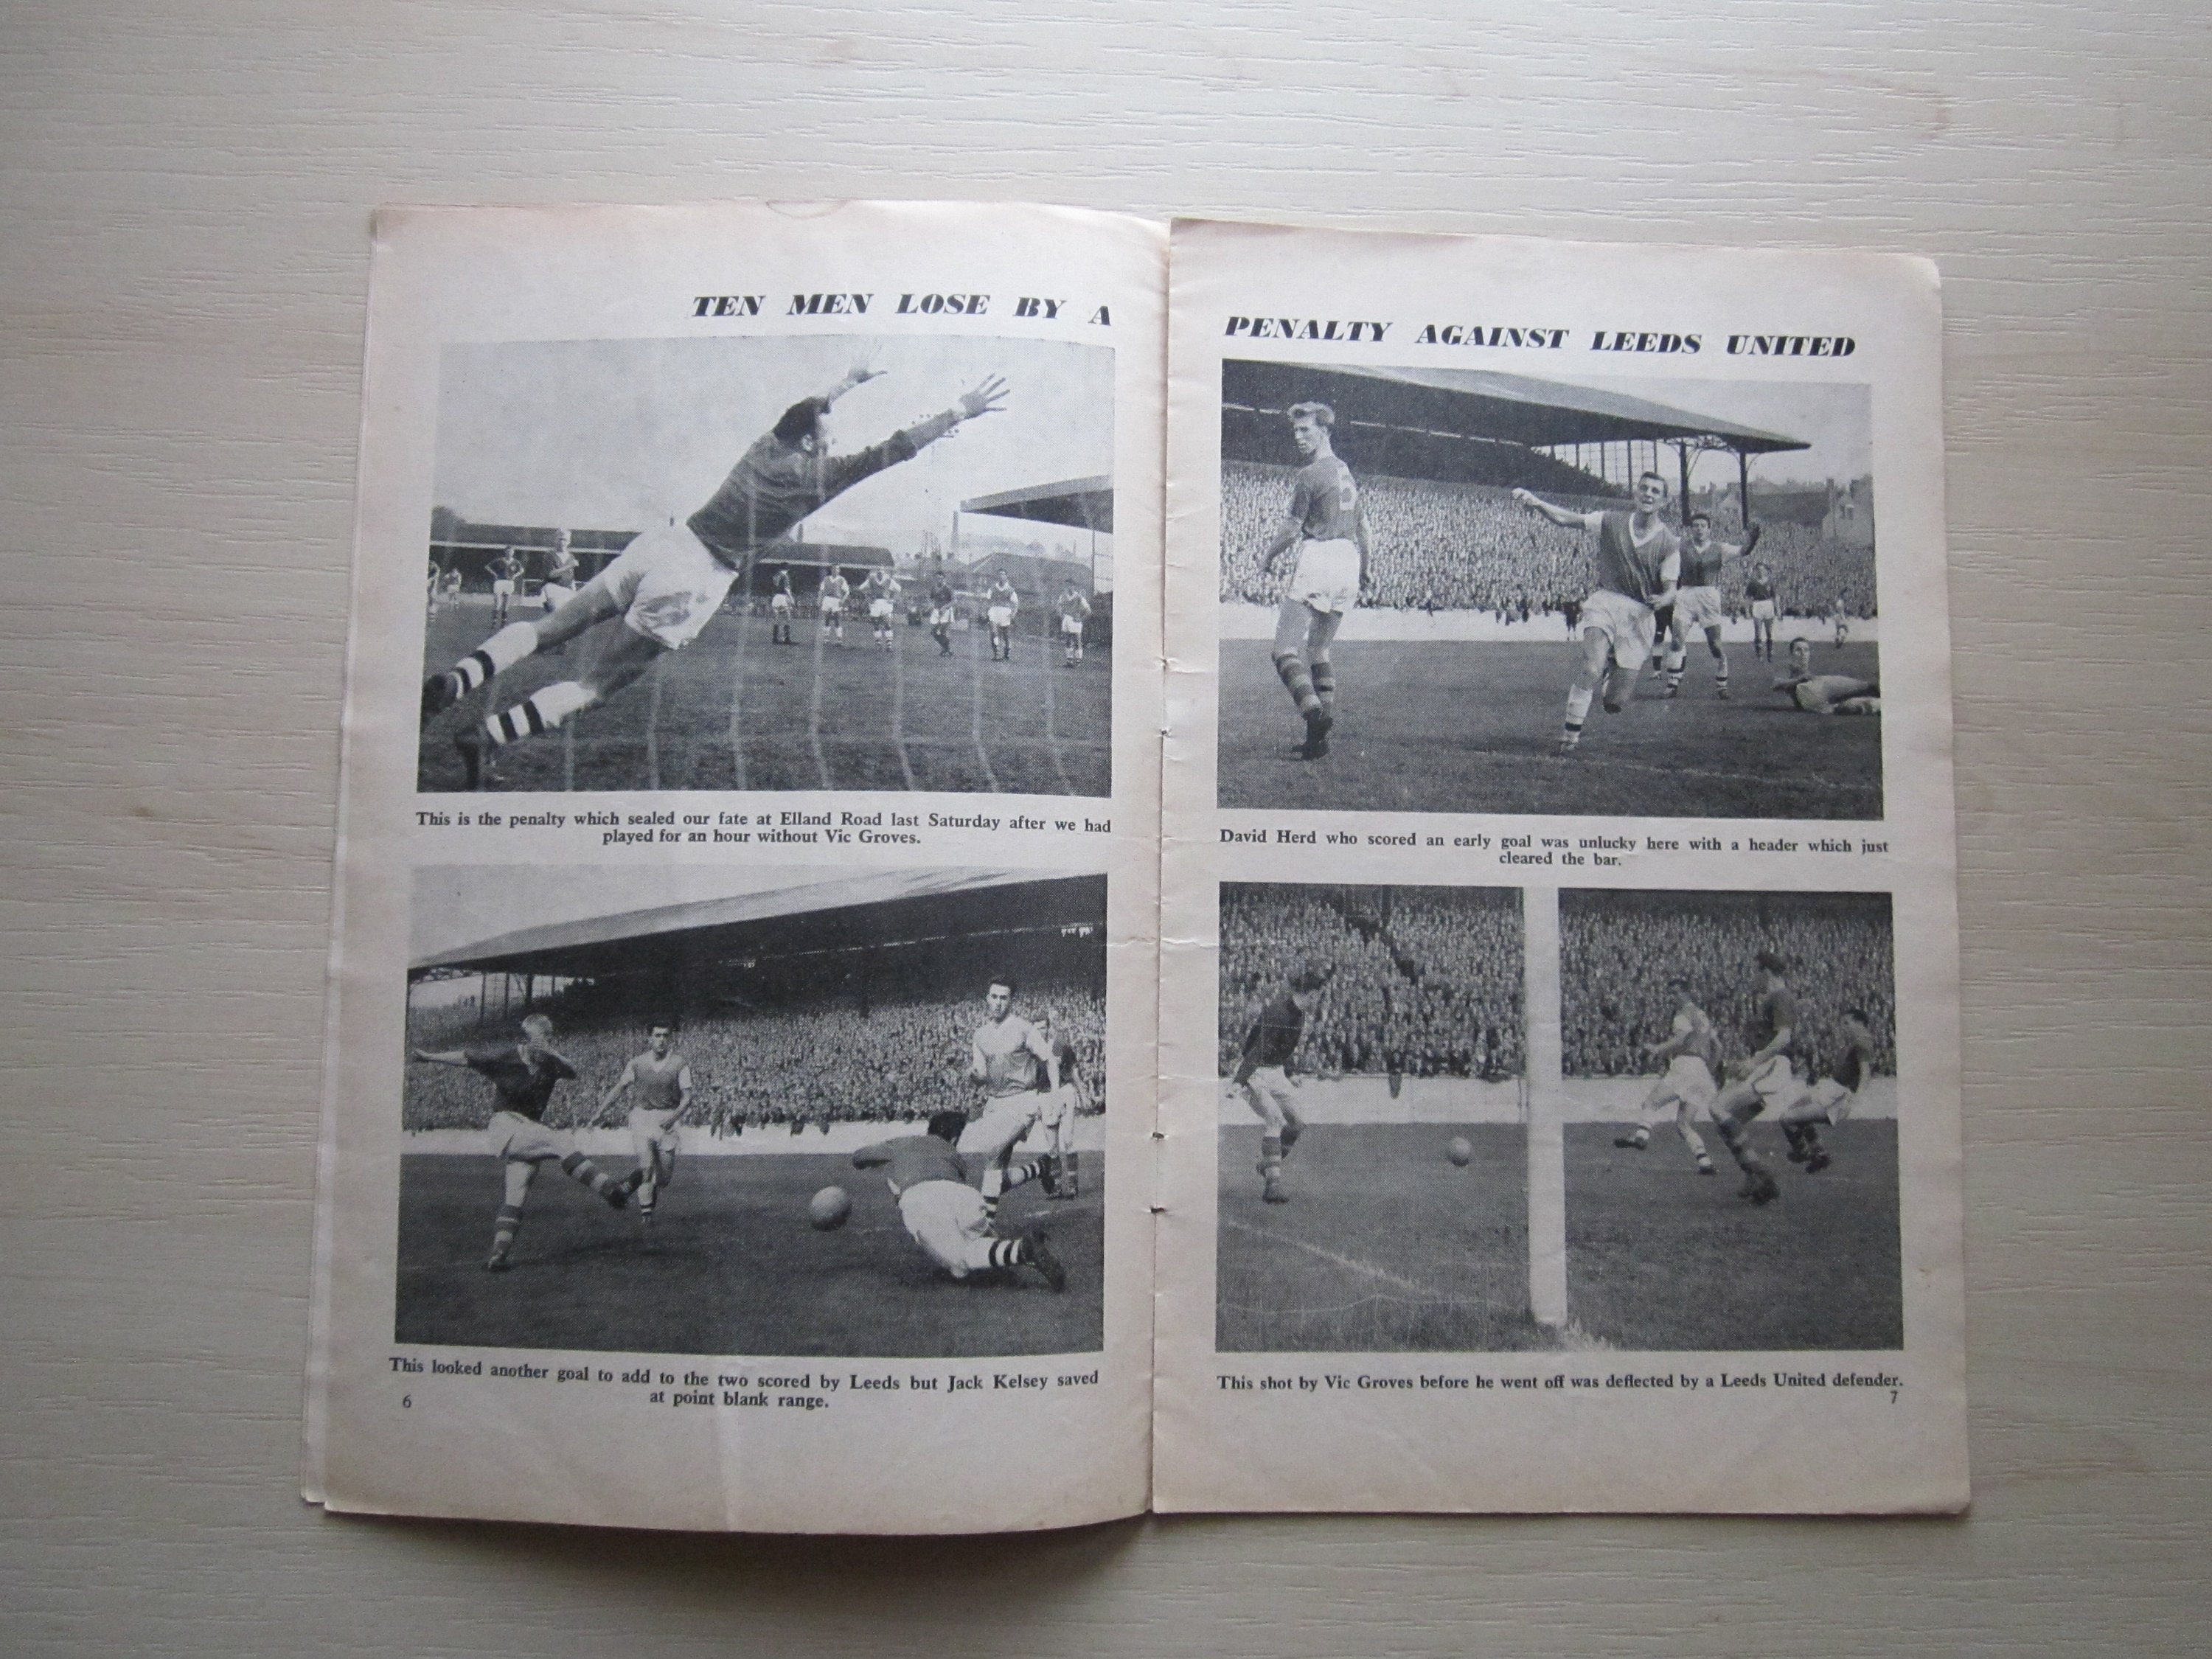 TEN MEN LOSE BY A
This is the penalty which sealed our fate at Elland Road last Saturday after we had
played for an hour without Vic Groves.
This looked another goal to add to the two scored by Leeds but Jack Kelsey saved
at point blank range.
6
PENALTY AGAINST LEEDS UNITED
5
David Herd who scored an early goal was unlucky here with a header which just
cleared the bar.
This shot by Vic Groves before he went off was deflected by a Leeds United defender.
7